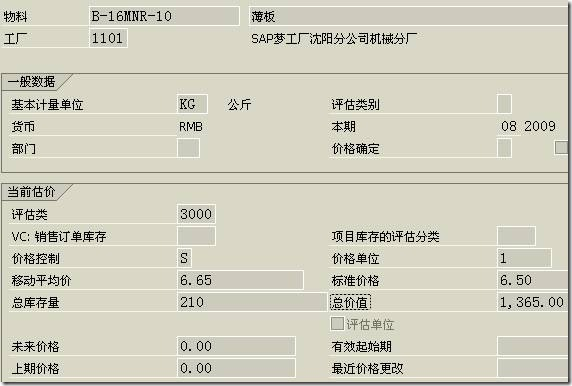 物料 B-16MNR-10 薄板
工厂 1101 SAP梦工厂沈阳分公司机械分厂
一般数据
基本计量单位 KG 公斤 评估类别
货币 RMB 本期 08 2009
部门 价格确定
当前估价
评估类 3000
VC: 销售订单库存 项目库存的评估分类
价格控制 S 价格单位 1
移动平均价 6.65 标准价格 6.50
总库存量 210 总价值 1,365.00
评估单位
未来价格 0.00 有效起始期
上期价格 0.00 最近价格更改